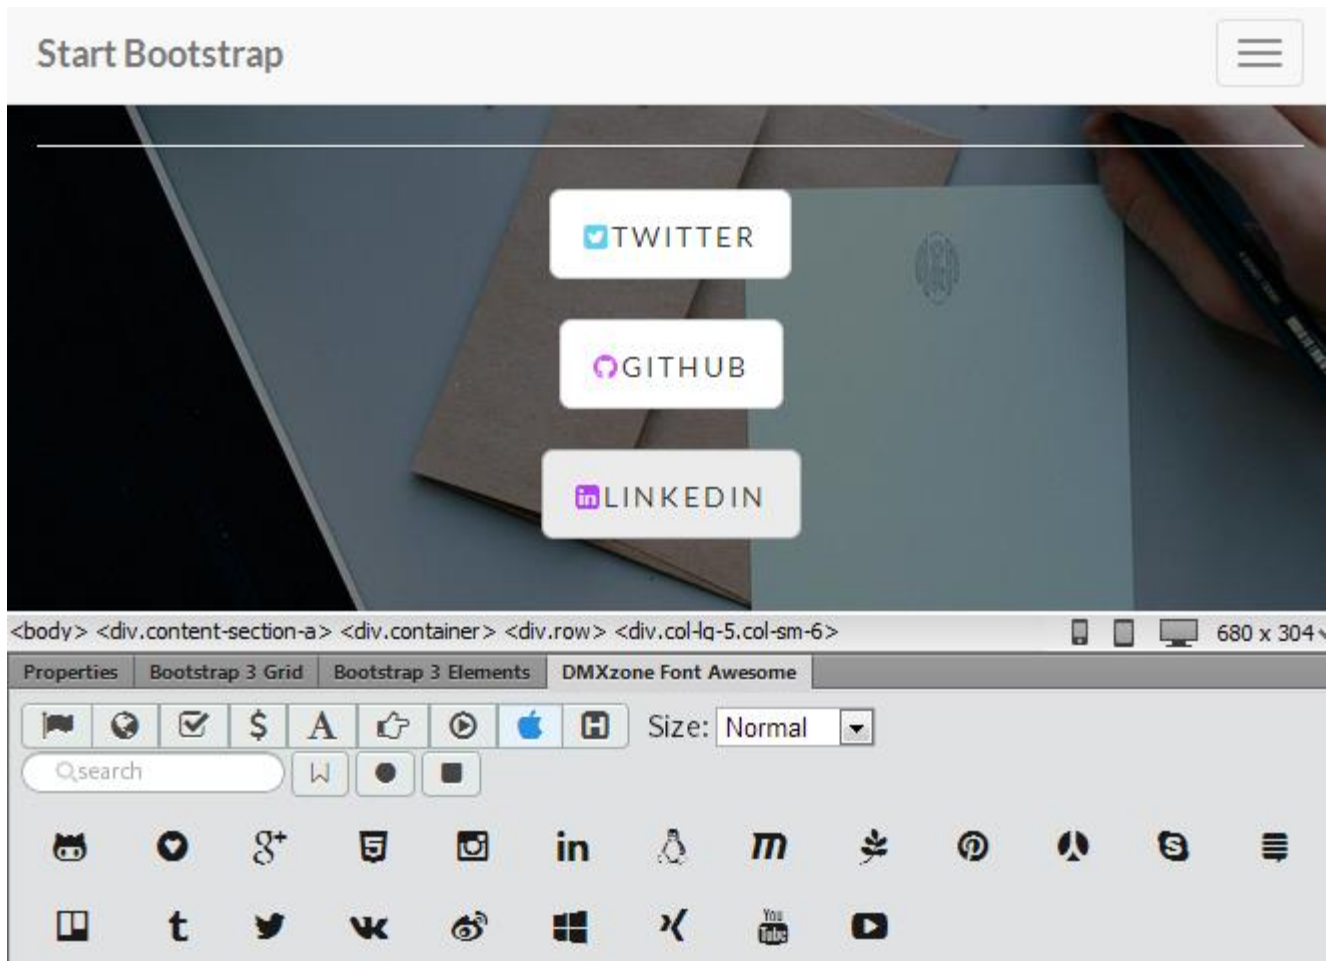 Start Bootstrap
TWITTER
GITHUB
LINKEDIN
<body> <div.content-section-a> <div.container> <div.row> <div.col-lg-5.col-sm-6> 680 x 304
Properties Bootstrap 3 Grid Bootstrap 3 Elements DMXzone Font Awesome
Size: Normal
search